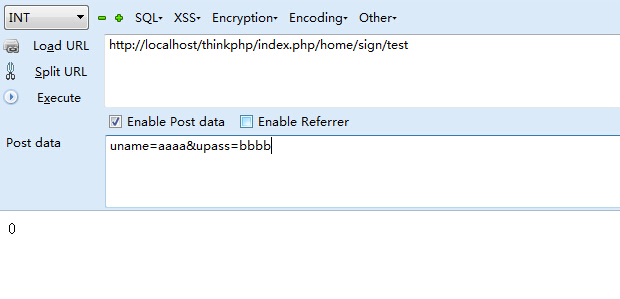 INT SQL- XSS- Encryption- Encoding- Other-
Load URL http://localhost/thinkphp/index.php/home/sign/test
Split URL
Execute
Enable Post data Enable Referrer
Post data uname=aaaa&upass=bbbb
0